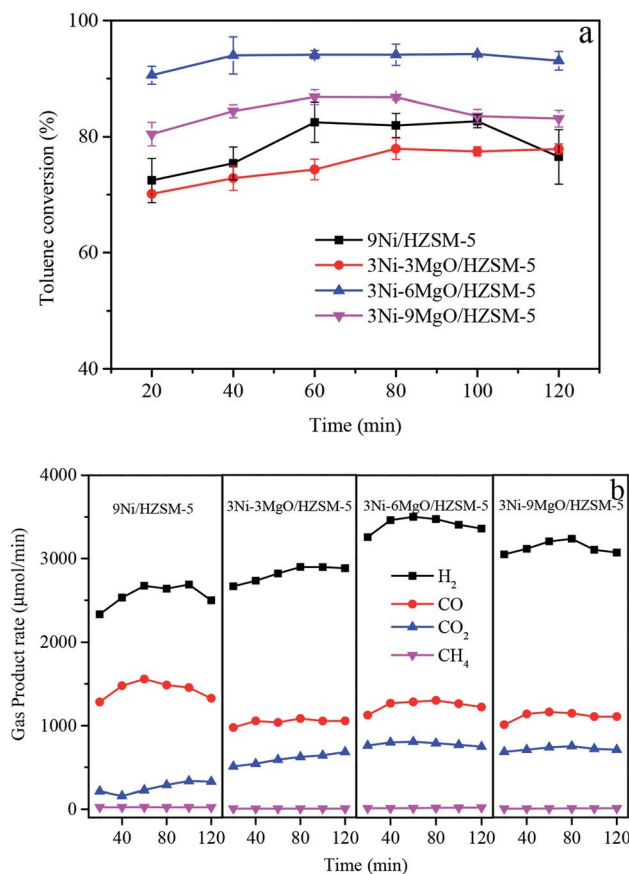 a
100
80
60
40
Toluene conversion (%)
9Ni/HZSM-5
3Ni-3MgO/HZSM-5
3Ni-6MgO/HZSM-5
3Ni-9MgO/HZSM-5
20 40 60 80 100 120
Time (min)
b
4000
3000
2000
1000
0
Gas Product rate (μmol/min)
9Ni/HZSM-5 3Ni-3MgO/HZSM-5 3Ni-6MgO/HZSM-5 3Ni-9MgO/HZSM-5
H₂
CO
CO₂
CH₄
40 80 120 40 80 120 40 80 120 40 80 120
Time (min)